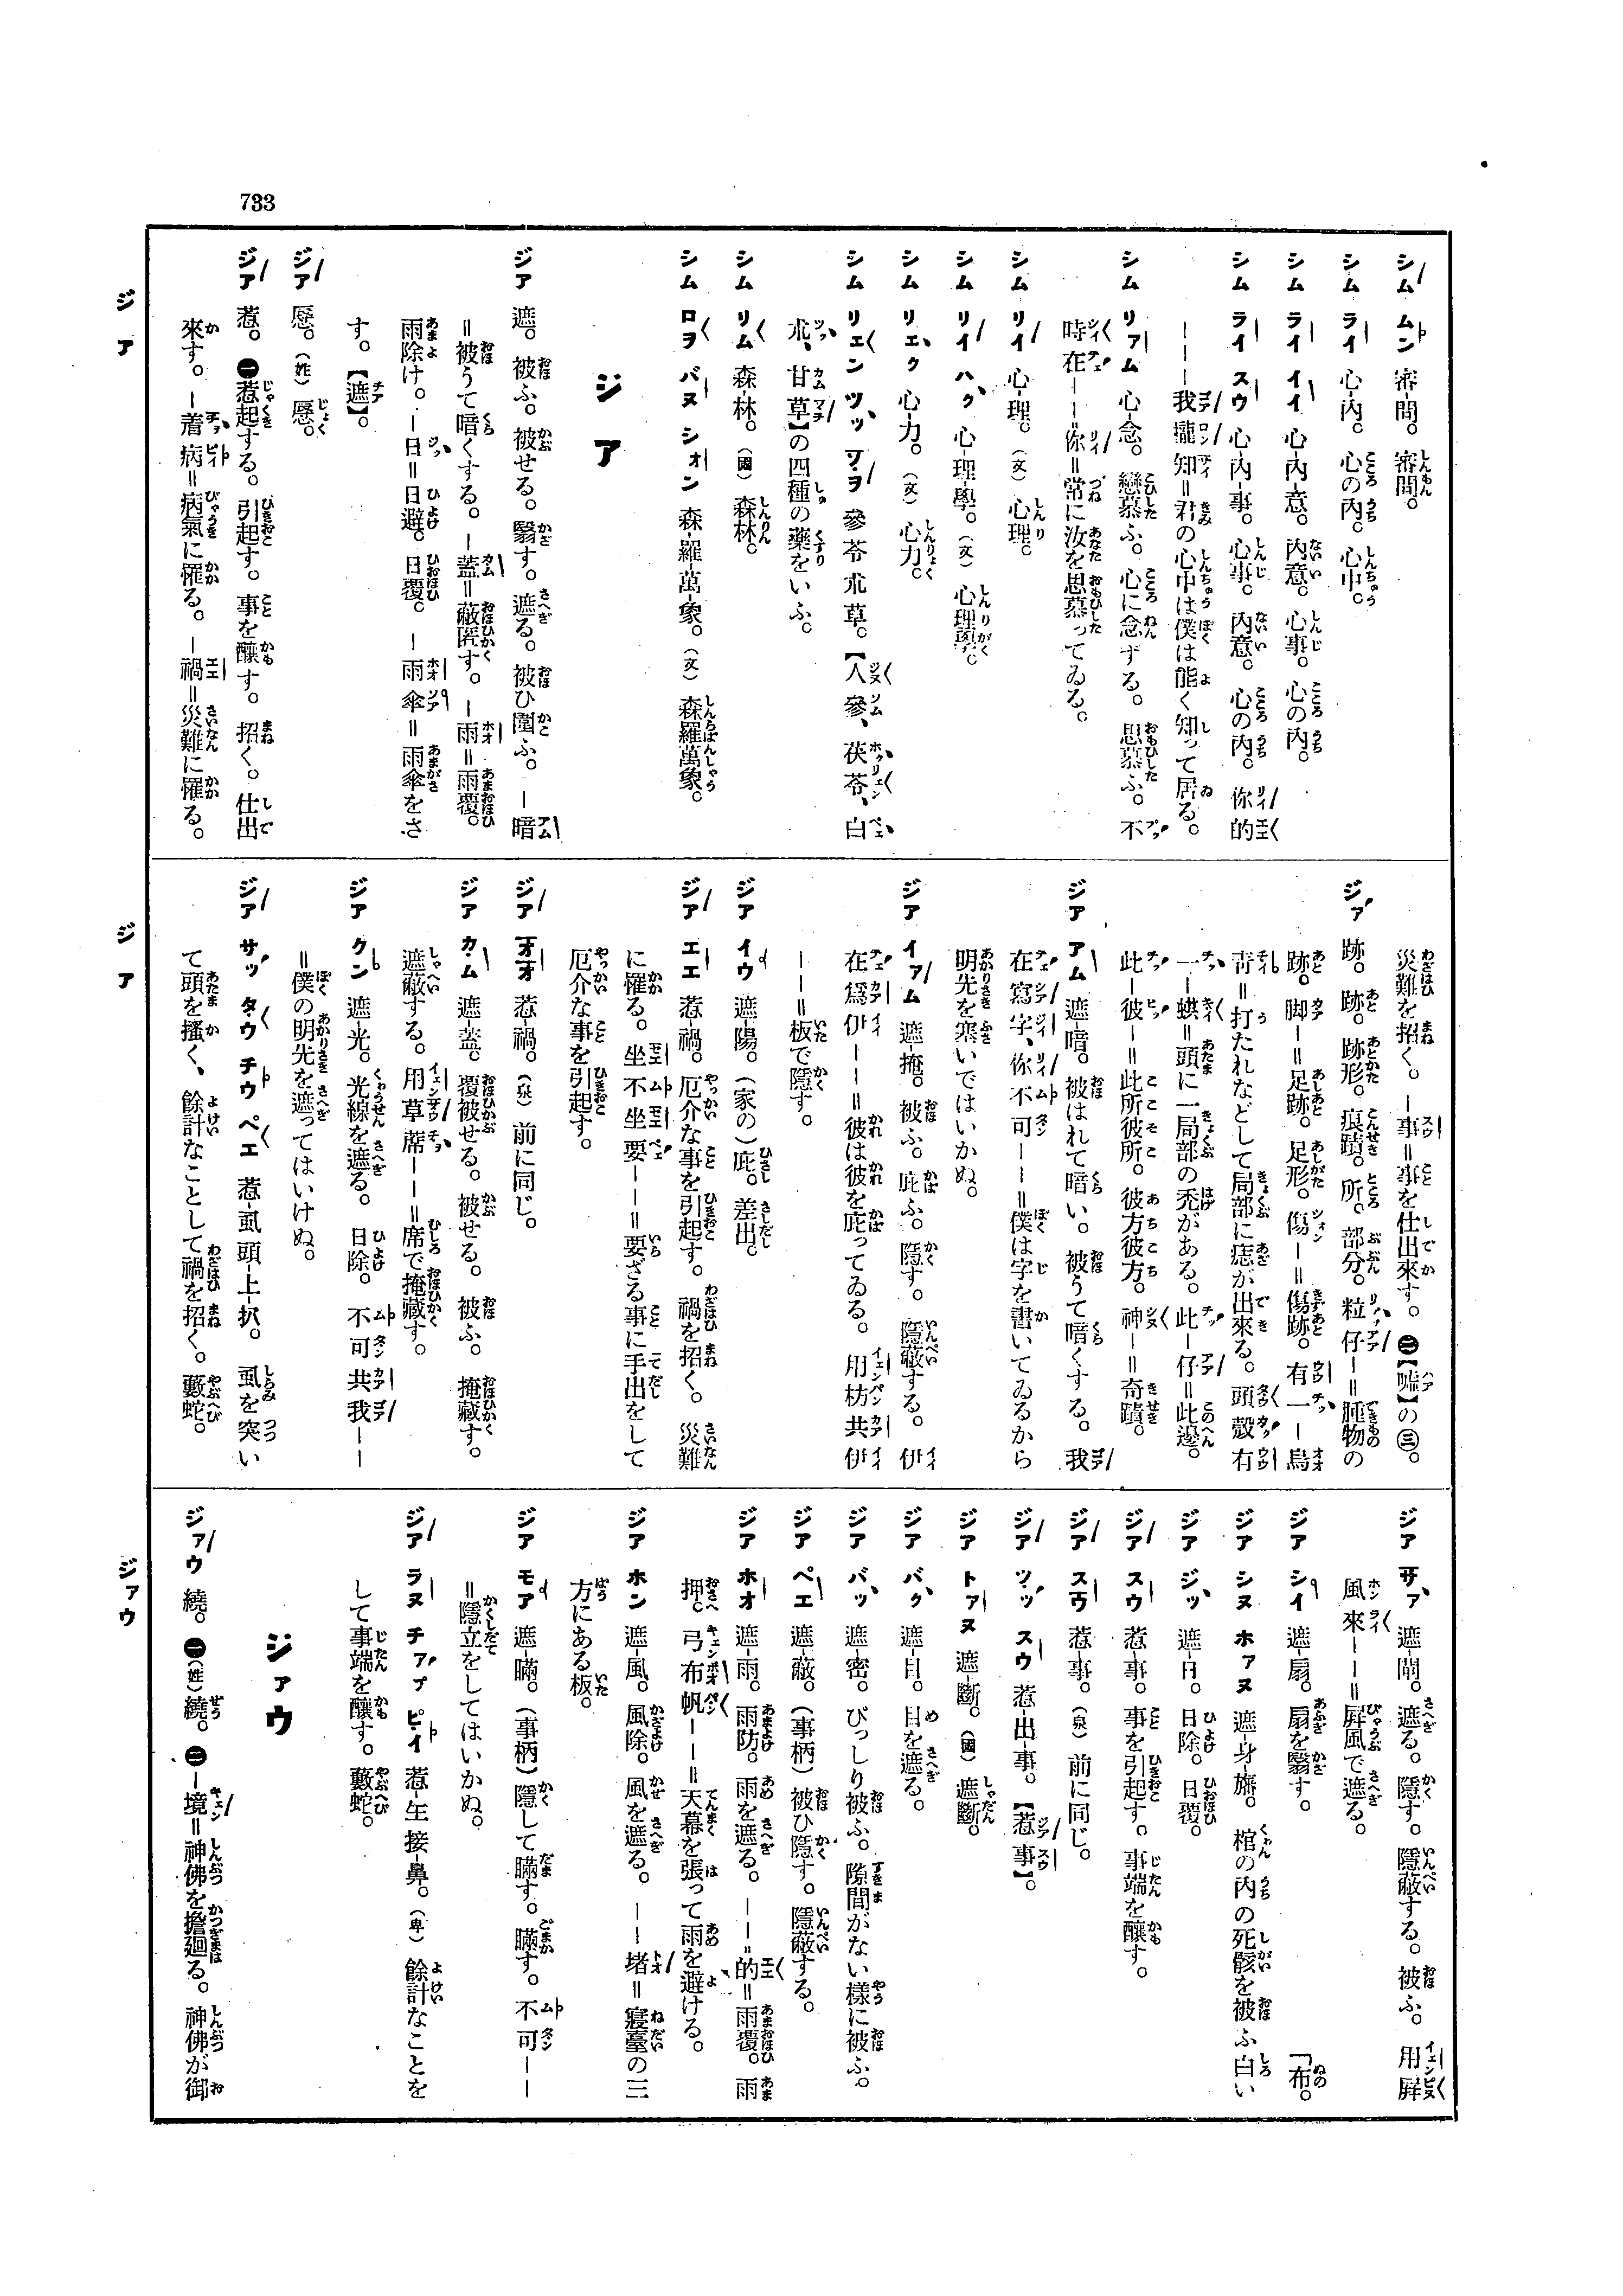 733
シム ムン 審-問。審問。
シム ライ 心-內。心の內。心中。
シム ライ イイ 心-內-意。內意。心事。心の內。
シム ライ スウ 心-內-事。心事。內意。心の內。你的
－－－我攏知＝君の心中は僕は能く知って居る。
シム リアム 心-念。戀慕ふ。心に念ずる。思慕ふ。不
時在－－你＝常に汝を思慕ってゐる。
シム リイ 心-理。(文) 心理。
シム リイ ハク 心-理-學。(文) 心理學。
シム リエク 心-力。(文) 心力。
シム リエン ツッ ヲヲ 參苓朮草。【人參、茯苓、白
朮、甘草】の四種の藥をいふ。
シム リム 森-林。(國) 森林。
シム ロヲ バヌ シオン 森-羅-萬-象。(文) 森羅萬象。
ジア
ジア 遮。被ふ。被せる。翳す。遮る。被ひ圍ふ。－暗
＝被うて暗くする。－蓋＝蔽匿す。－雨＝雨覆。
雨除け。－日＝日避。日覆。－雨傘＝雨傘をさ
す。【遮】。
ジア 辱。(姓) 辱。
ジア 惹。㊀惹起する。引起す。事を釀す。招く。仕出
來す。－着病＝病氣に罹る。－禍＝災難に罹る。
ジア
災難を招く。－事＝事を仕出來す。㊁【嚇】の㊂。
ジア 跡。跡。跡形。痕蹟。所。部分。粒仔－＝腫物の
跡。脚－＝足跡。足形。傷－＝傷跡。有一－烏
靑＝打たれなどして局部に痣が出來る。頭殼有
一－蠎＝頭に一局部の禿がある。此－仔＝此邊。
此－彼－＝此所彼所。彼方彼方。神－＝奇蹟。
ジア アム 遮-暗。被はれて暗い。被うて暗くする。我
在寫字、你不可－－＝僕は字を書いてゐるから
明先を塞いではいかぬ。
ジア イアム 遮-掩。被ふ。庇ふ。隱す。隱蔽する。伊
在爲伊－－＝彼は彼を庇ってゐる。用枋共伊
－－＝板で隱す。
ジア イウ 遮陽。(家の) 庇。差出。
ジア エエ 惹-禍。厄介な事を引起す。禍を招く。災難
に罹る。坐不坐要－－＝要ざる事に手出をして
厄介な事を引起す。
ジア オオ 惹-禍。(泉) 前に同じ。
ジア カム 遮-蓋。覆被せる。被せる。被ふ。掩藏す。
遮蔽する。用草蓆－－＝席で掩藏す。
ジア クン 遮-光。光線を遮る。日除。不可共我－－
＝僕の明先を遮ってはいけぬ。
ジア サッ タウ チウ ペエ 惹-虱頭-上-扒。虱を突い
て頭を搔く、餘計なことして禍を招く。藪蛇。
ジア
ジア ザア 遮-閘。遮る。隱す。隱蔽する。被ふ。用屛
風來－－＝屛風で遮る。
ジア シイ 遮-扇。扇を翳す。
ジア シヌ ホアヌ 遮-身-旛。棺の內の死骸を被ふ白い
「布。
ジア ジッ 遮-日。日除。日覆。
ジア スウ 惹-事。事を引起す。事端を釀す。
ジア スウ 惹-事。(泉) 前に同じ。
ジア ツッ スウ 惹-出-事。【惹事】。
ジア トアヌ 遮-斷。(國) 遮斷。
ジア バク 遮-目。目を遮る。
ジア バッ 遮-密。びっしり被ふ。隙間がない樣に被ふ。
ジア ペエ 遮-蔽。(事柄) 被ひ隱す。隱蔽する。
ジア ホオ 遮-雨。雨防。雨を遮る。－－的＝雨覆。雨
押。弓布帆－－＝天幕を張って雨を避ける。
ジア ホン 遮-風。風除。風を遮る。－－堵＝寢臺の三
方にある板。
ジア モア 遮-瞞。(事柄) 隱して瞞す。瞞す。不可－－
＝隱立をしてはいかぬ。
ジア ラヌ チアプ ピイ 惹-生接-鼻。(卑) 餘計なことを
して事端を釀す。藪蛇。
ジアウ
ジアウ 繞。㊀(姓) 繞。㊁－境＝神佛を擔廻る。神佛が御
ジアウ